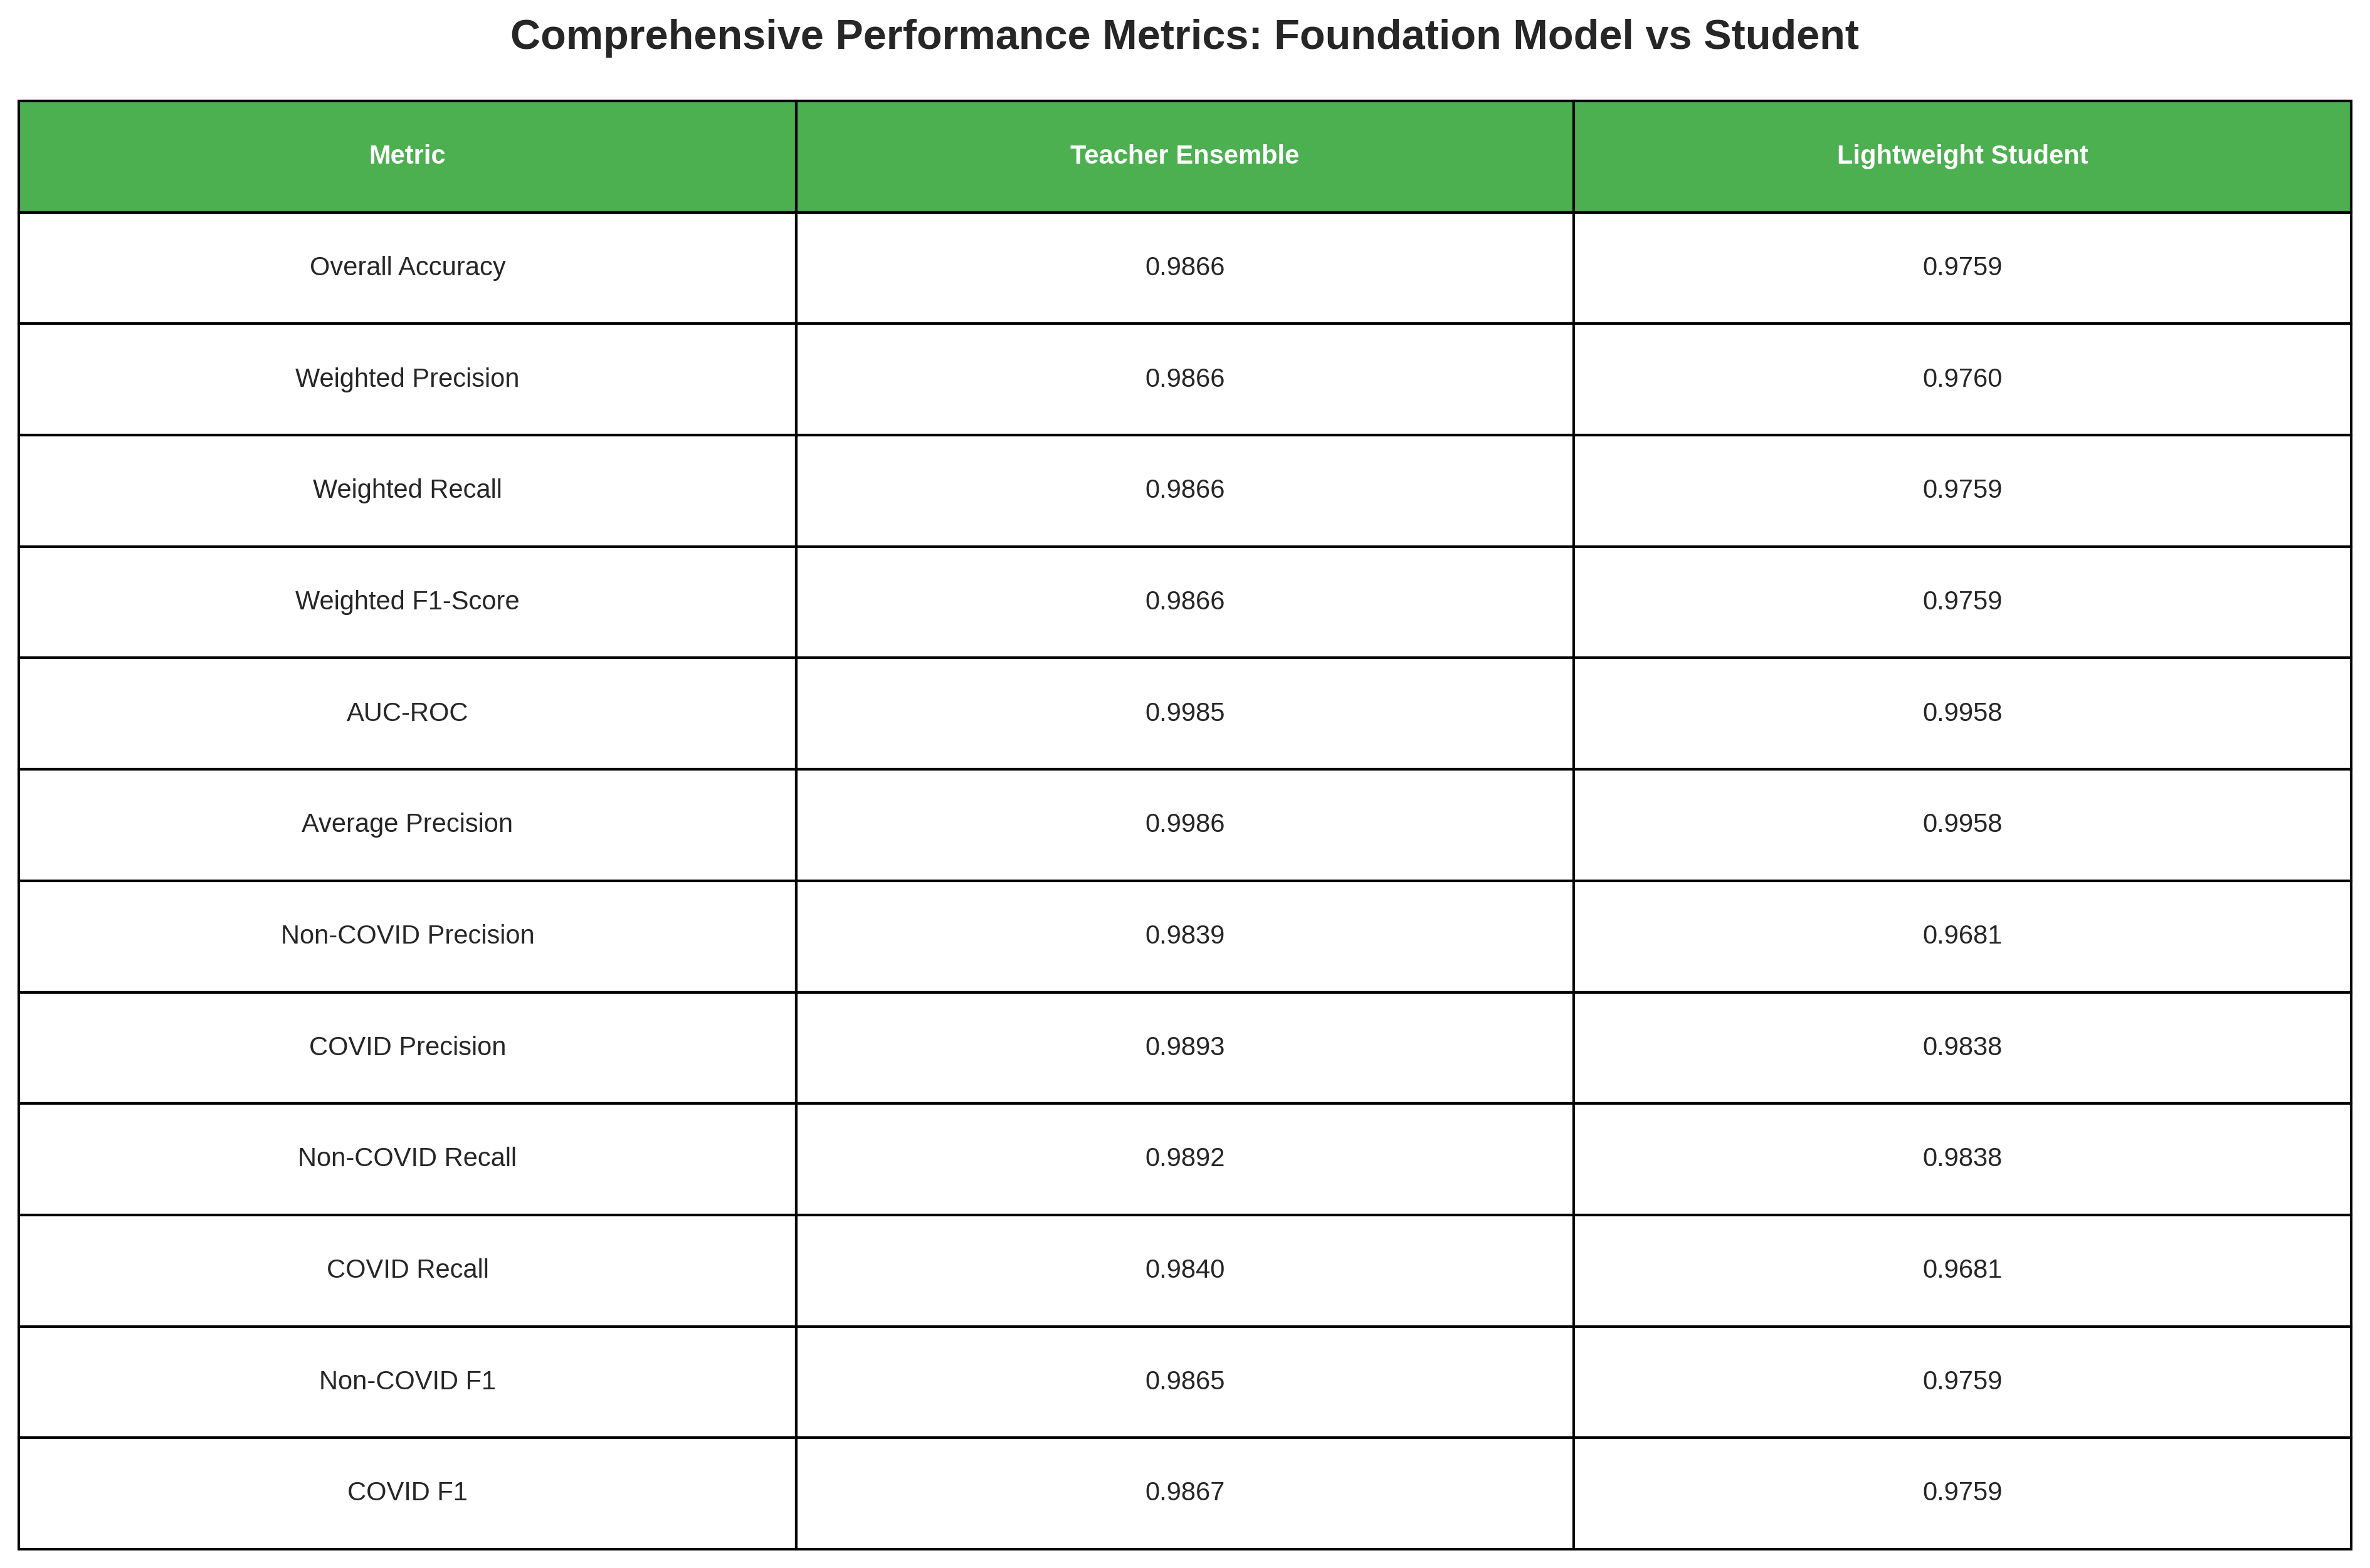 Comprehensive Performance Metrics: Foundation Model vs Student
Metric Teacher Ensemble Lightweight Student
Overall Accuracy 0.9866 0.9759
Weighted Precision 0.9866 0.9760
Weighted Recall 0.9866 0.9759
Weighted F1-Score 0.9866 0.9759
AUC-ROC 0.9985 0.9958
Average Precision 0.9986 0.9958
Non-COVID Precision 0.9839 0.9681
COVID Precision 0.9893 0.9838
Non-COVID Recall 0.9892 0.9838
COVID Recall 0.9840 0.9681
Non-COVID F1 0.9865 0.9759
COVID F1 0.9867 0.9759